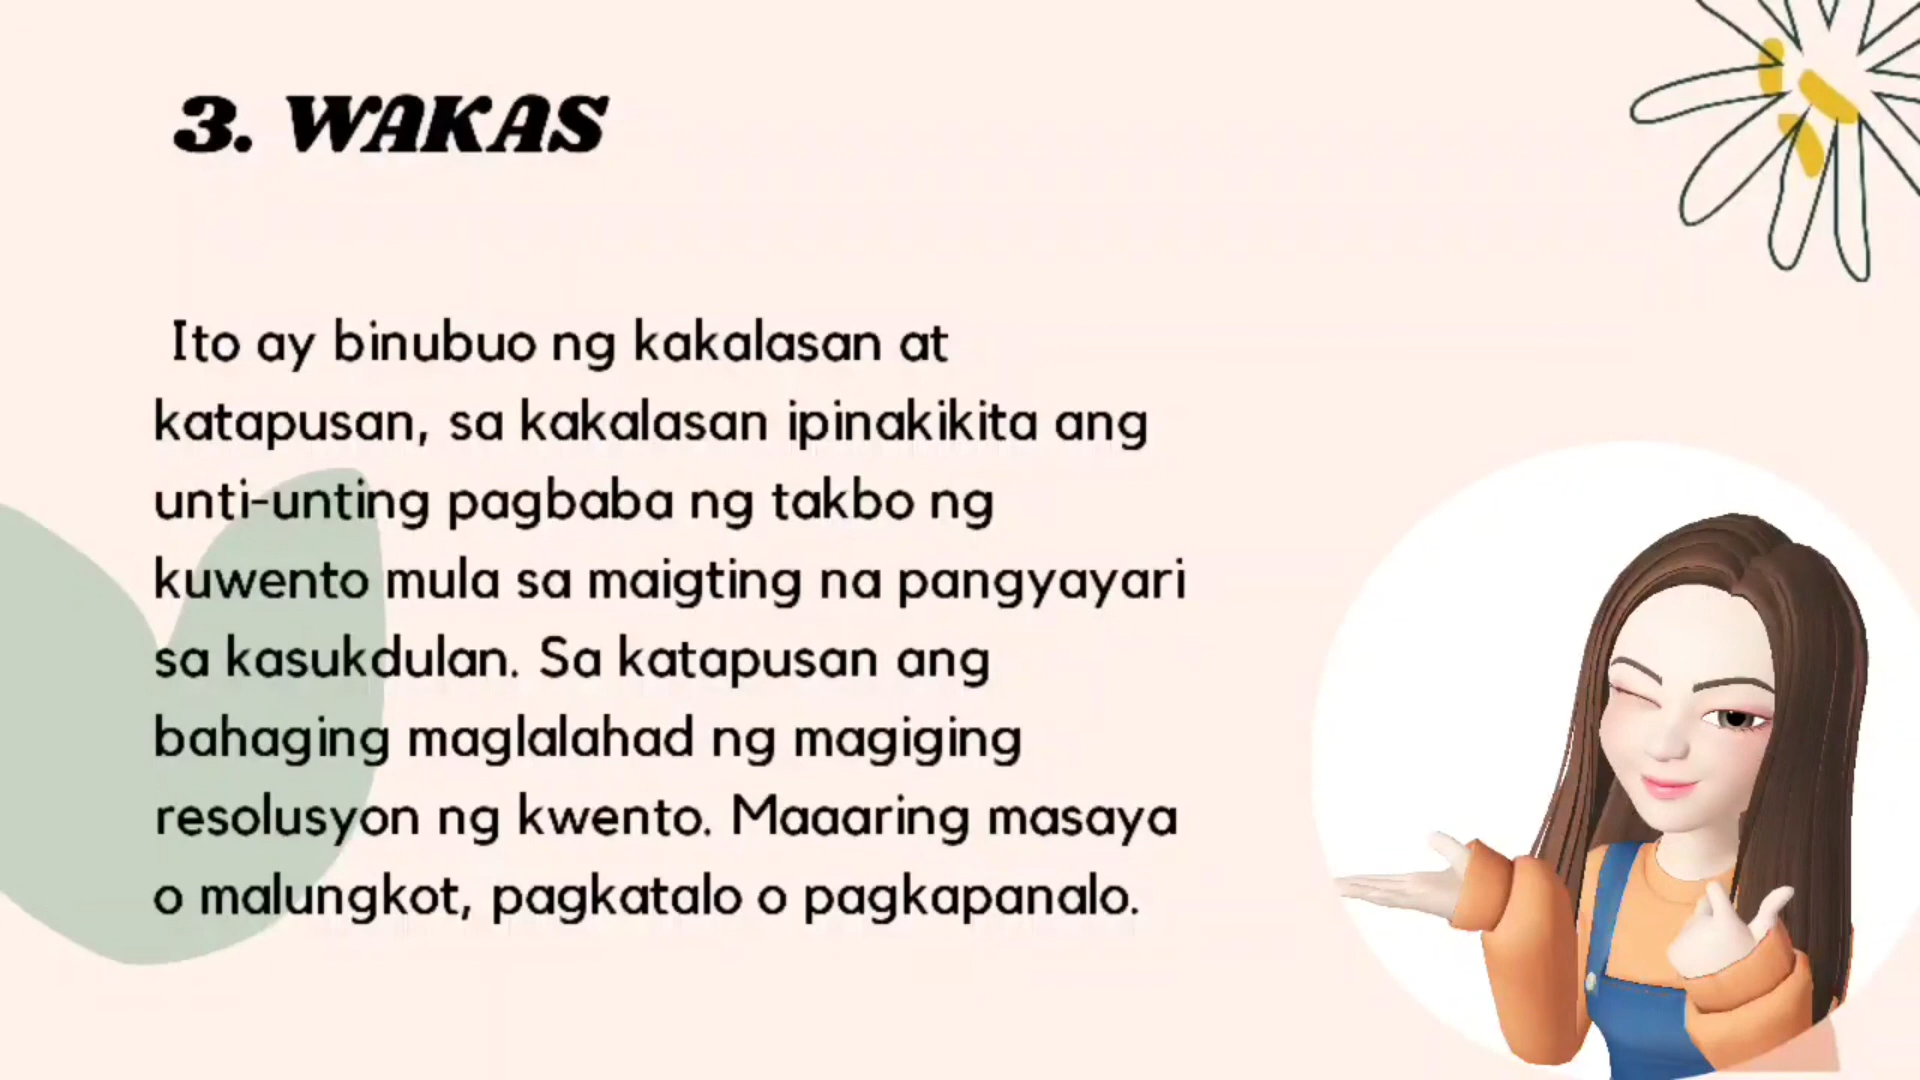 3. WAKAS
Ito ay binubuo ng kakalasan at
katapusan, sa kakalasan ipinakikita ang
unti-unting pagbaba ng takbo ng
kuwento mula sa maigting na pangyayari
sa kasukdulan. Sa katapusan ang
bahaging maglalahad ng magiging
resolusyon ng kwento. Maaaring masaya
o malungkot, pagkatalo o pagkapanalo.